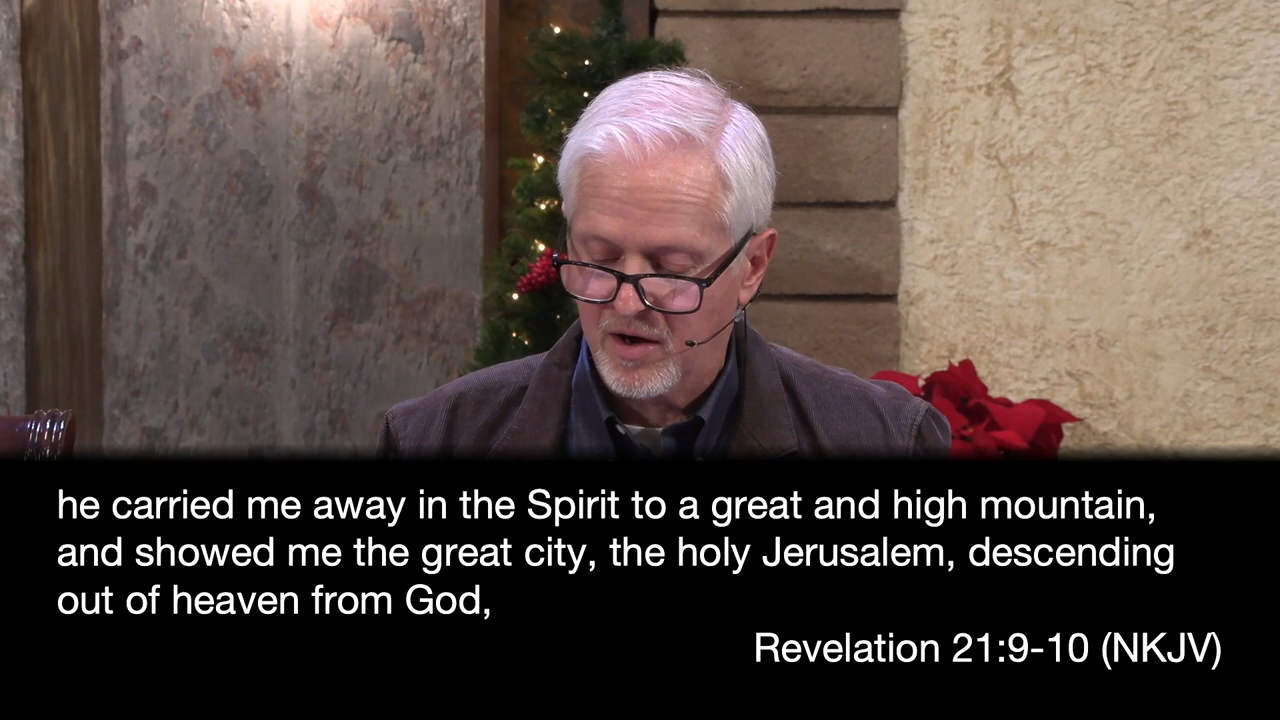 he carried me away in the Spirit to a great and high mountain,
and showed me the great city, the holy Jerusalem, descending
out of heaven from God,
Revelation 21:9-10 (NKJV)